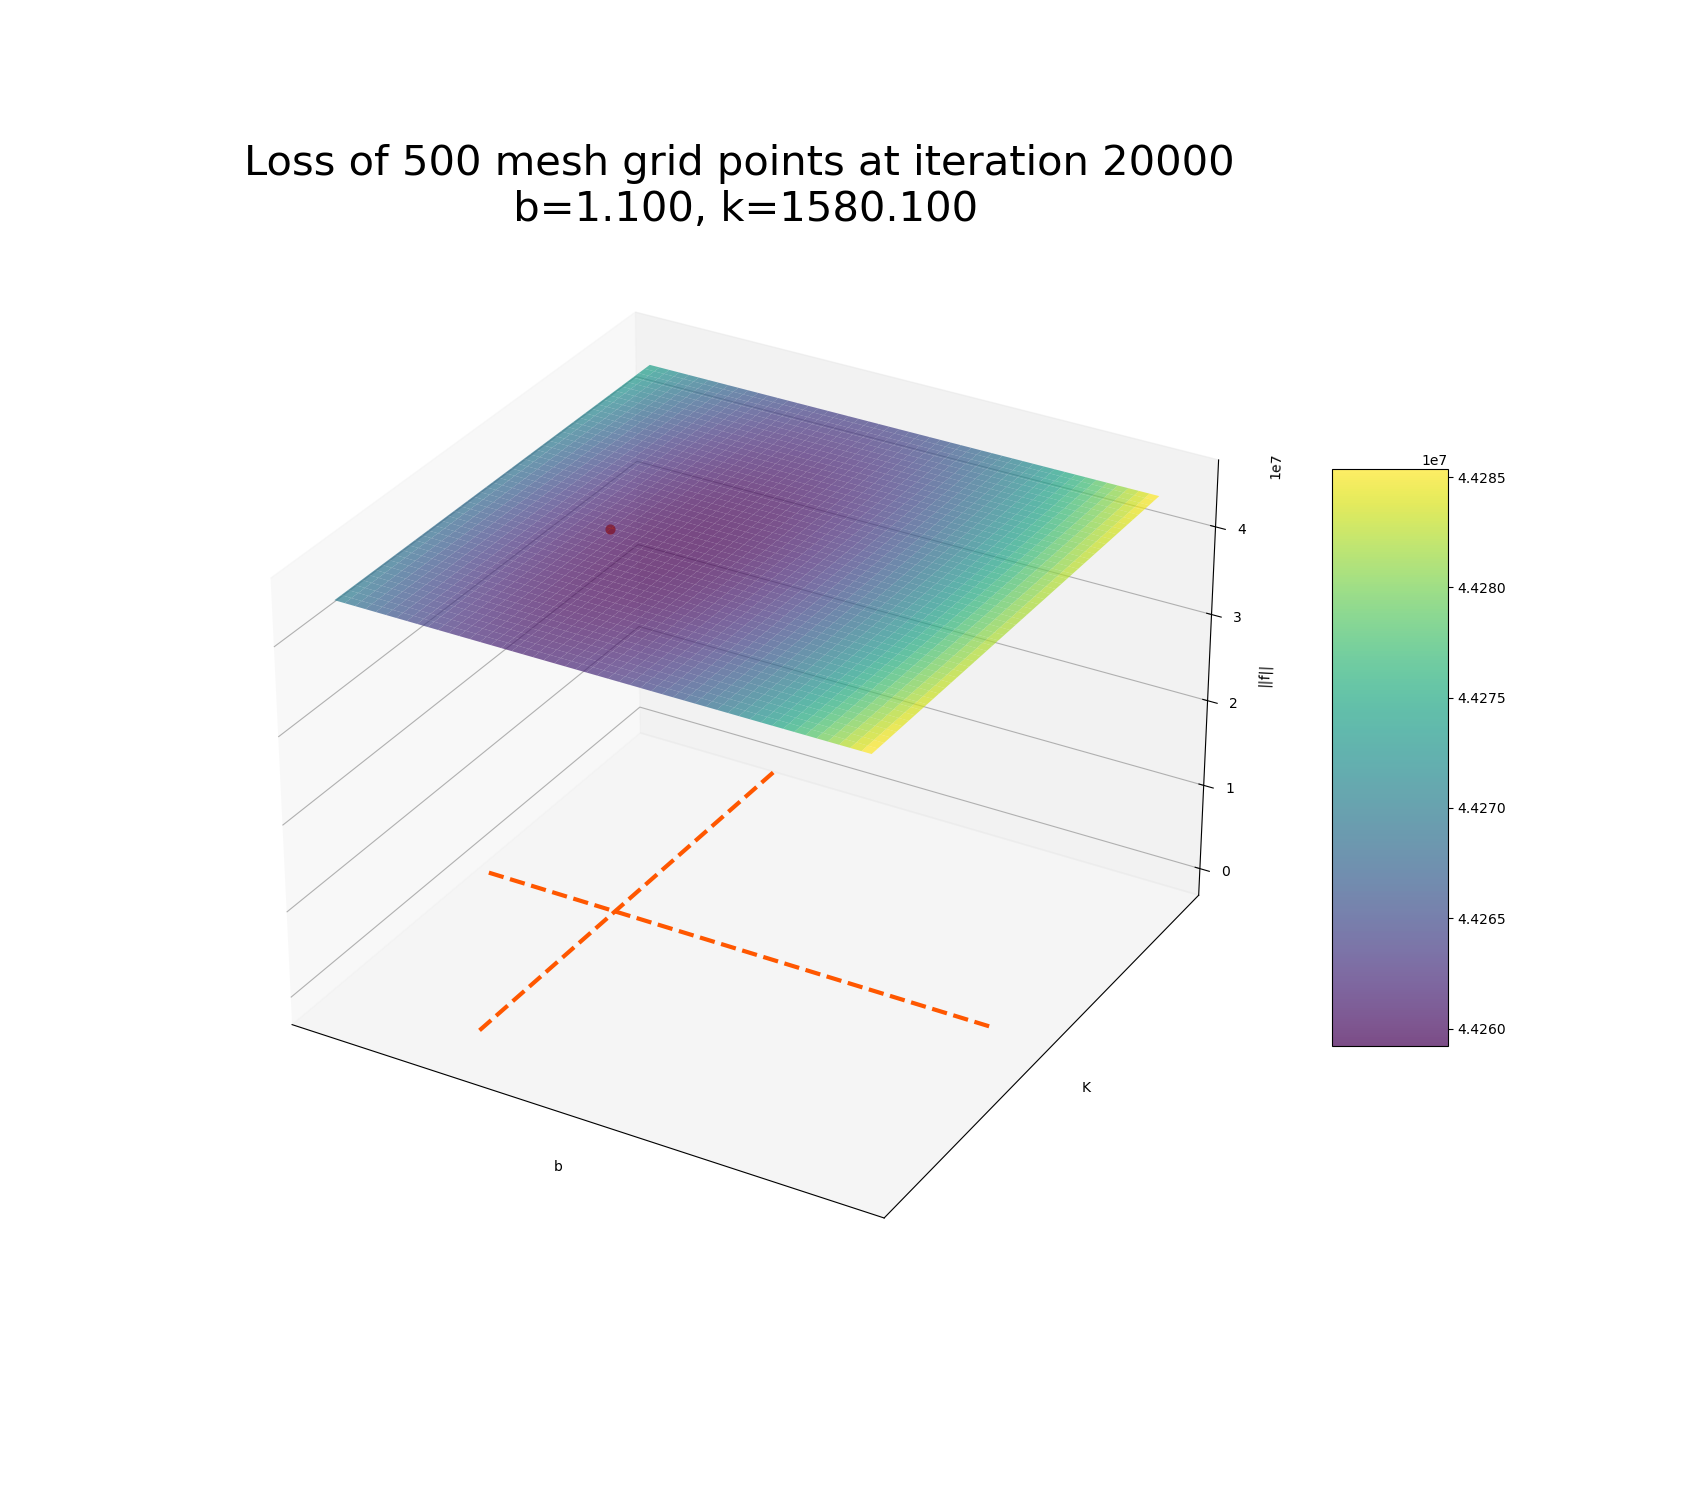 Loss of 500 mesh grid points at iteration 20000
b=1.100, k=1580.100
1e7
4
3
||f||
2
1
0
K
b
1e7
4.4285
4.4280
4.4275
4.4270
4.4265
4.4260